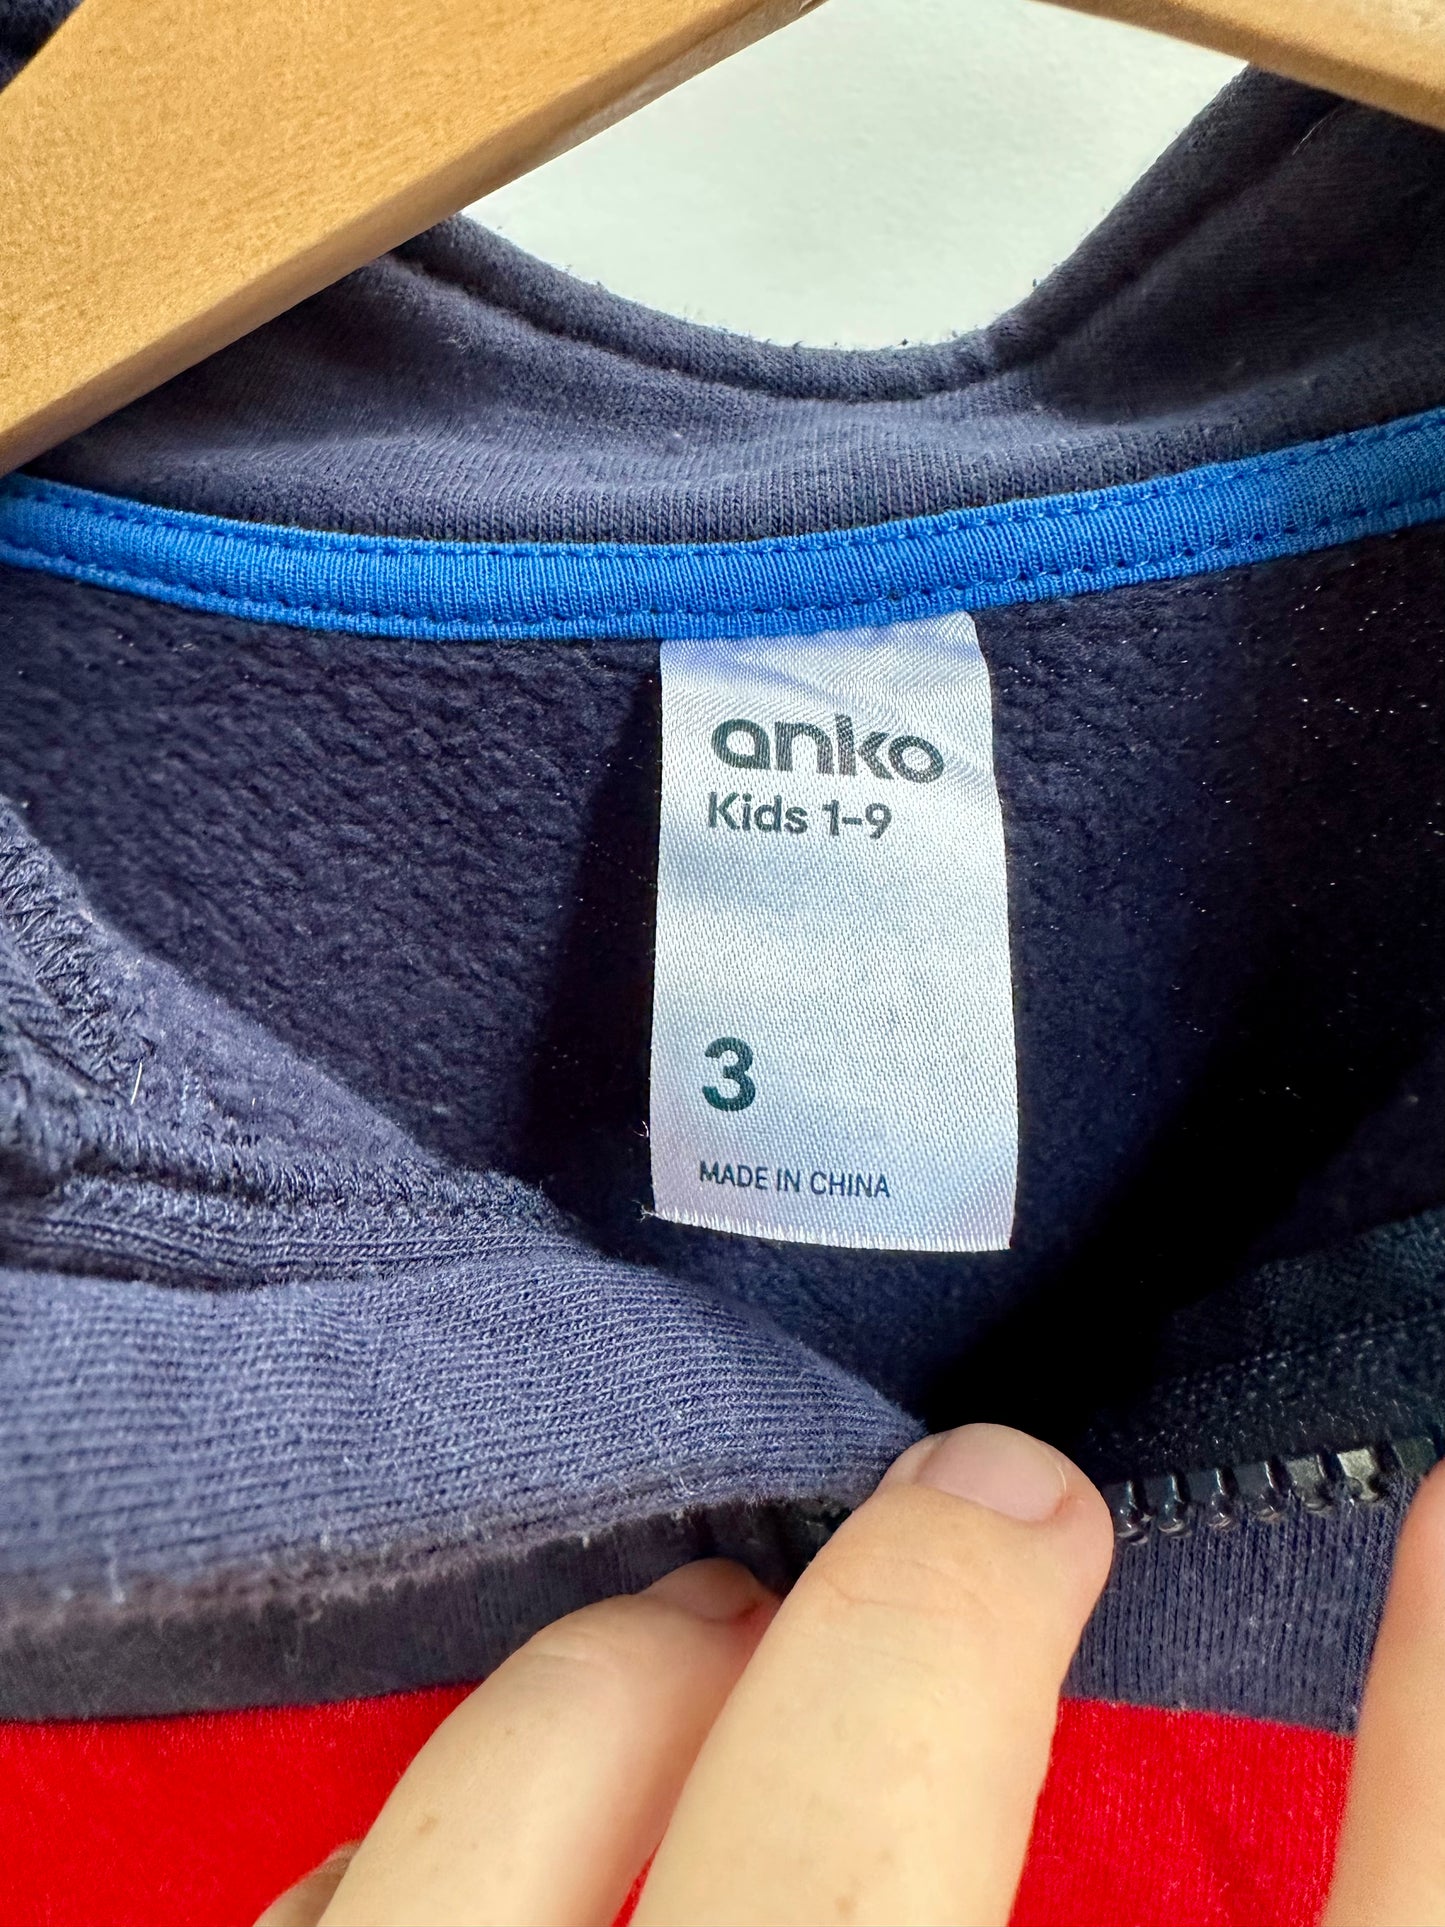 anko
Kids 1-9
3
MADE IN CHINA